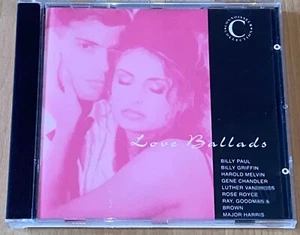 C
Love Ballads
BILLY PAUL
BILLY GRIFFIN
HAROLD MELVIN
GENE CHANDLER
LUTHER VANDROSS
ROSE ROYCE
RAY, GOODMAN &
BROWN
MAJOR HARRIS